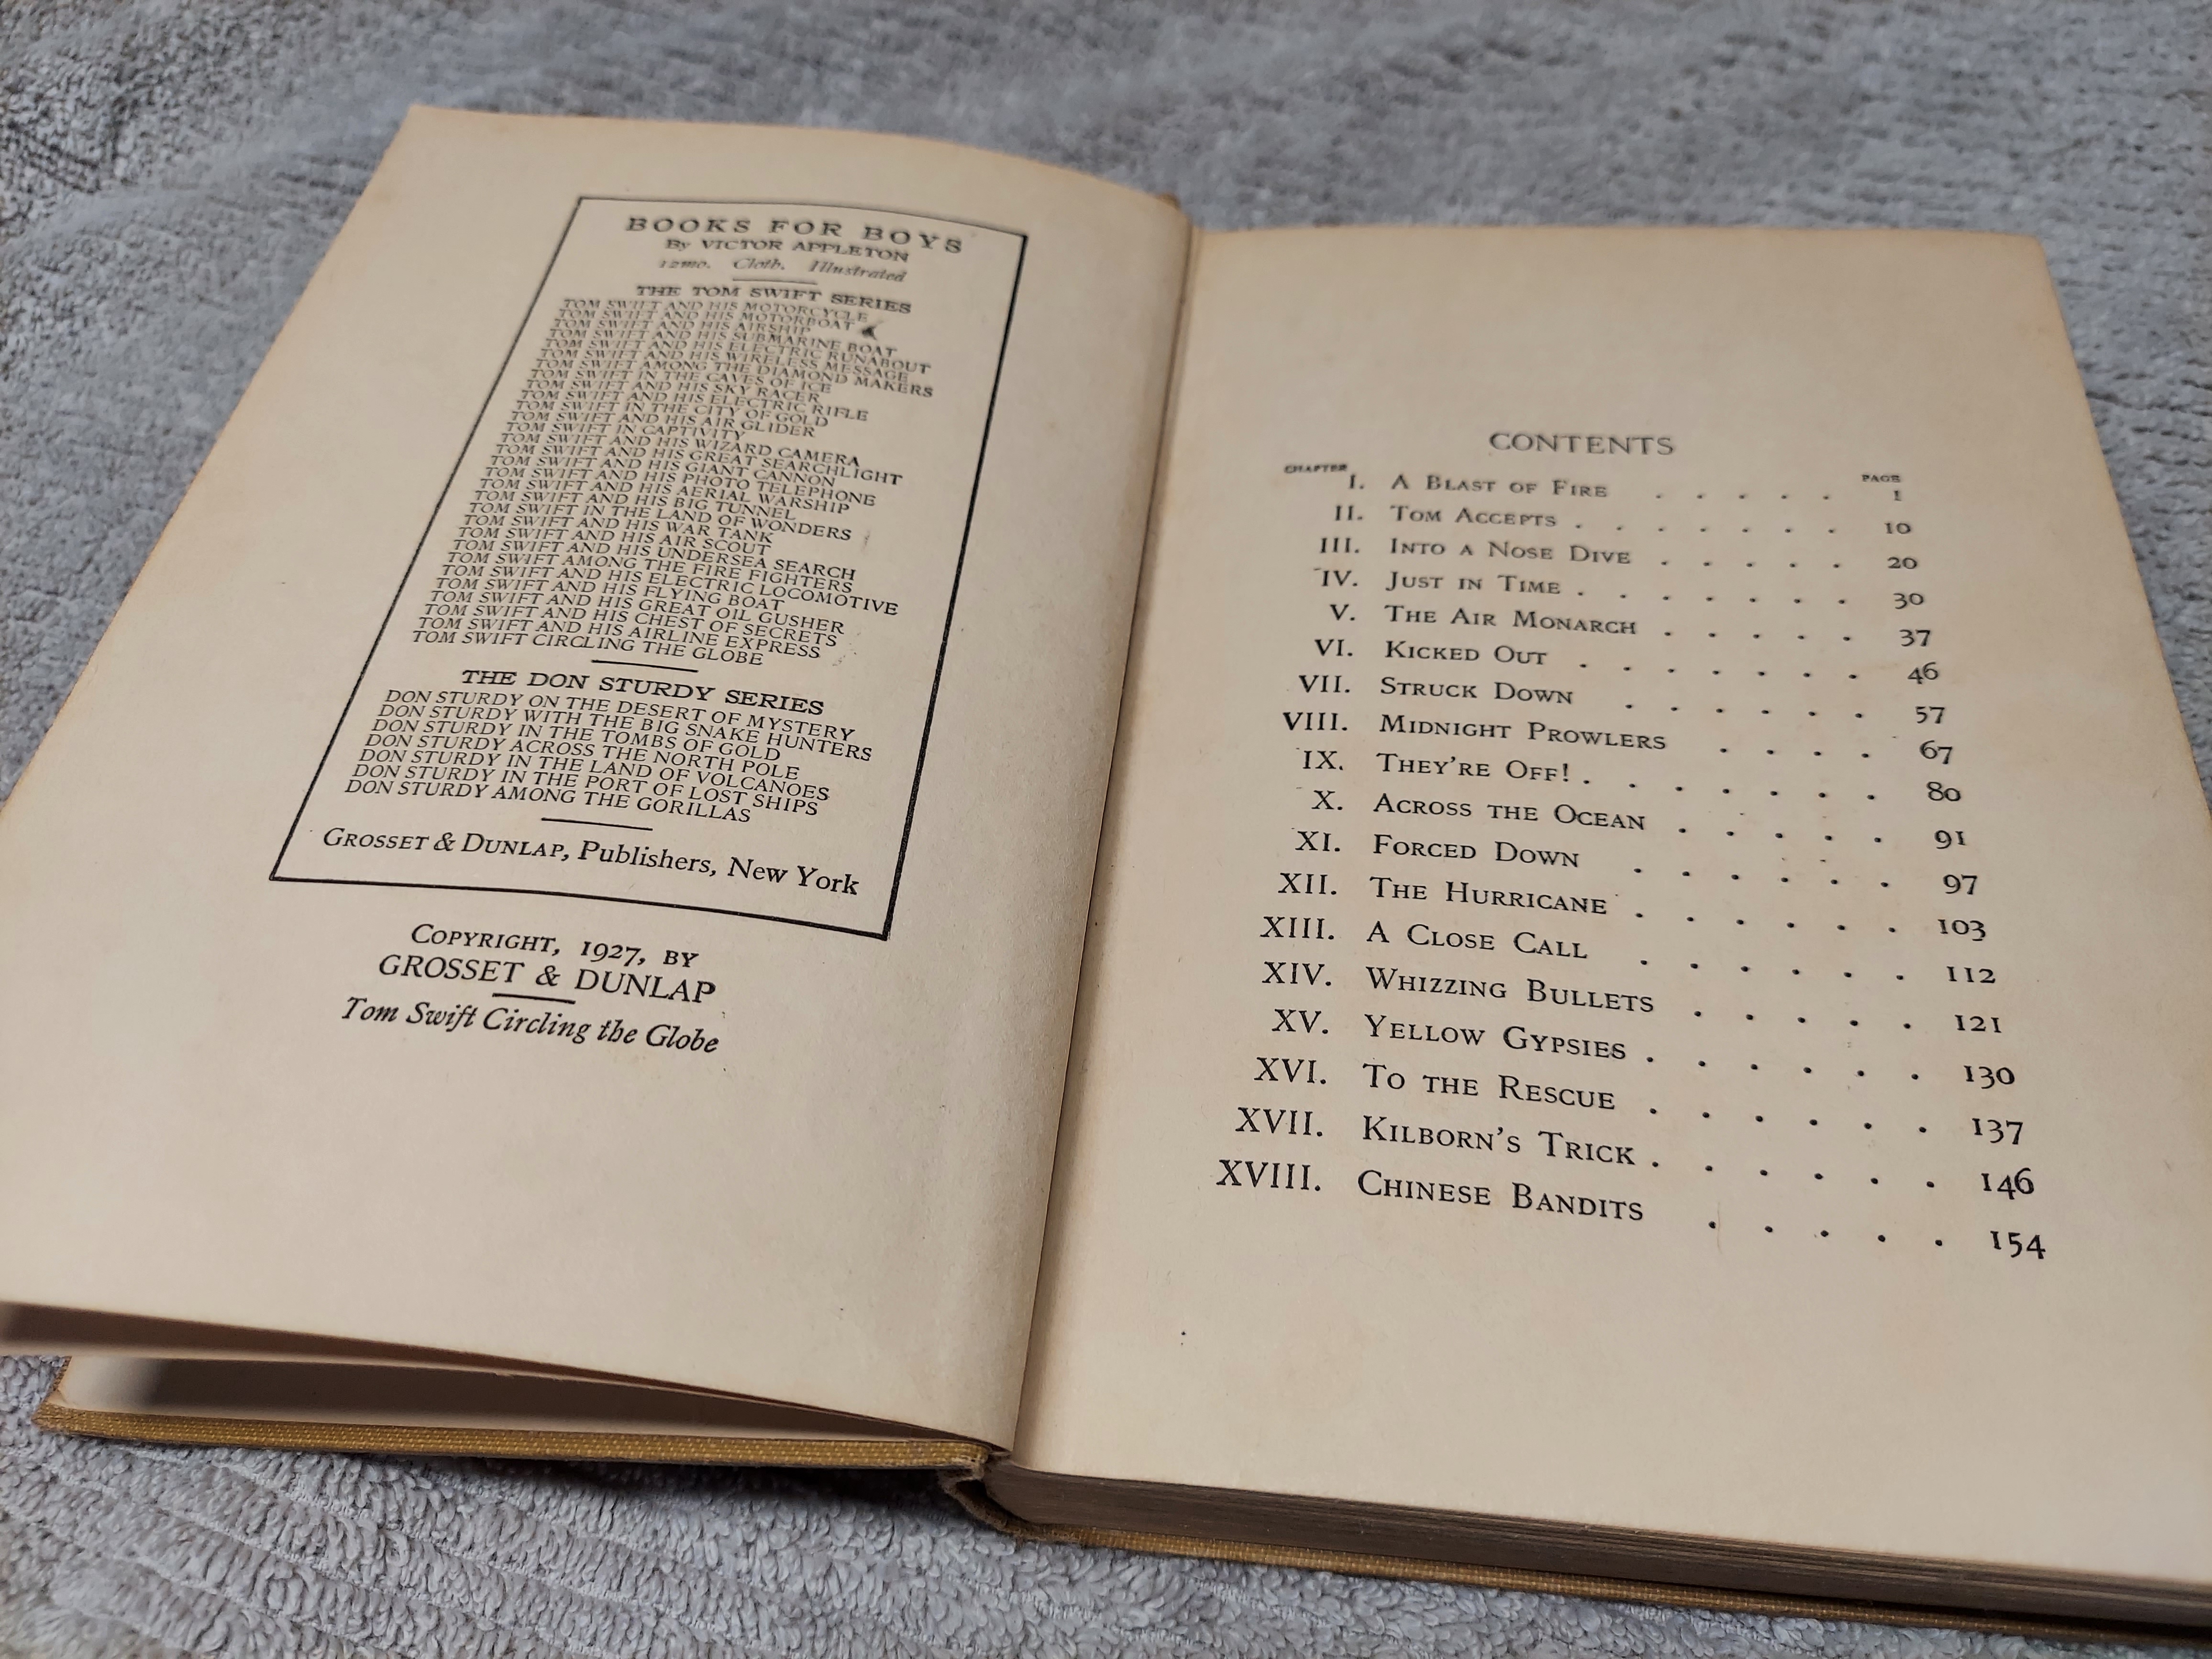 BOOKS FOR BOYS
By VICTOR APPLETON
12mo. Cloth. Illustrated
THE TOM SWIFT SERIES
TOM SWIFT AND HIS MOTORCYCLE
TOM SWIFT AND HIS MOTORBOAT
TOM SWIFT AND HIS AIRSHIP
TOM SWIFT AND HIS SUBMARINE BOAT
TOM SWIFT AND HIS ELECTRIC RUNABOUT
TOM SWIFT AND HIS WIRELESS MESSAGE
TOM SWIFT AMONG THE DIAMOND MAKERS
TOM SWIFT IN THE CAVES OF ICE
TOM SWIFT AND HIS SKY RACER
TOM SWIFT AND HIS ELECTRIC RIFLE
TOM SWIFT IN THE CITY OF GOLD
TOM SWIFT AND HIS AIR GLIDER
TOM SWIFT IN CAPTIVITY
TOM SWIFT AND HIS WIZARD CAMERA
TOM SWIFT AND HIS GREAT SEARCHLIGHT
TOM SWIFT AND HIS GIANT CANNON
TOM SWIFT AND HIS PHOTO TELEPHONE
TOM SWIFT AND HIS AERIAL WARSHIP
TOM SWIFT AND HIS BIG TUNNEL
TOM SWIFT IN THE LAND OF WONDERS
TOM SWIFT AND HIS WAR TANK
TOM SWIFT AND HIS AIR SCOUT
TOM SWIFT AND HIS UNDERSEA SEARCH
TOM SWIFT AMONG THE FIRE FIGHTERS
TOM SWIFT AND HIS ELECTRIC LOCOMOTIVE
TOM SWIFT AND HIS FLYING BOAT
TOM SWIFT AND HIS GREAT OIL GUSHER
TOM SWIFT AND HIS CHEST OF SECRETS
TOM SWIFT AND HIS AIRLINE EXPRESS
TOM SWIFT CIRCLING THE GLOBE
THE DON STURDY SERIES
DON STURDY ON THE DESERT OF MYSTERY
DON STURDY WITH THE BIG SNAKE HUNTERS
DON STURDY IN THE TOMBS OF GOLD
DON STURDY ACROSS THE NORTH POLE
DON STURDY IN THE LAND OF VOLCANOES
DON STURDY IN THE PORT OF LOST SHIPS
DON STURDY AMONG THE GORILLAS
GROSSET & DUNLAP, Publishers, New York
COPYRIGHT, 1927, BY
GROSSET & DUNLAP
Tom Swift Circling the Globe
CONTENTS
CHAPTER PAGE
I. A BLAST OF FIRE . . . . . 1
II. TOM ACCEPTS . . . . . . . 10
III. INTO A NOSE DIVE . . . . . 20
IV. JUST IN TIME . . . . . . . 30
V. THE AIR MONARCH . . . . . 37
VI. KICKED OUT . . . . . . . 46
VII. STRUCK DOWN . . . . . . 57
VIII. MIDNIGHT PROWLERS . . . . 67
IX. THEY'RE OFF! . . . . . . . 80
X. ACROSS THE OCEAN . . . . . 91
XI. FORCED DOWN . . . . . . 97
XII. THE HURRICANE . . . . . . 103
XIII. A CLOSE CALL . . . . . . 112
XIV. WHIZZING BULLETS . . . . . 121
XV. YELLOW GYPSIES . . . . . . 130
XVI. TO THE RESCUE . . . . . . 137
XVII. KILBORN'S TRICK . . . . . . 146
XVIII. CHINESE BANDITS . . . . . 154